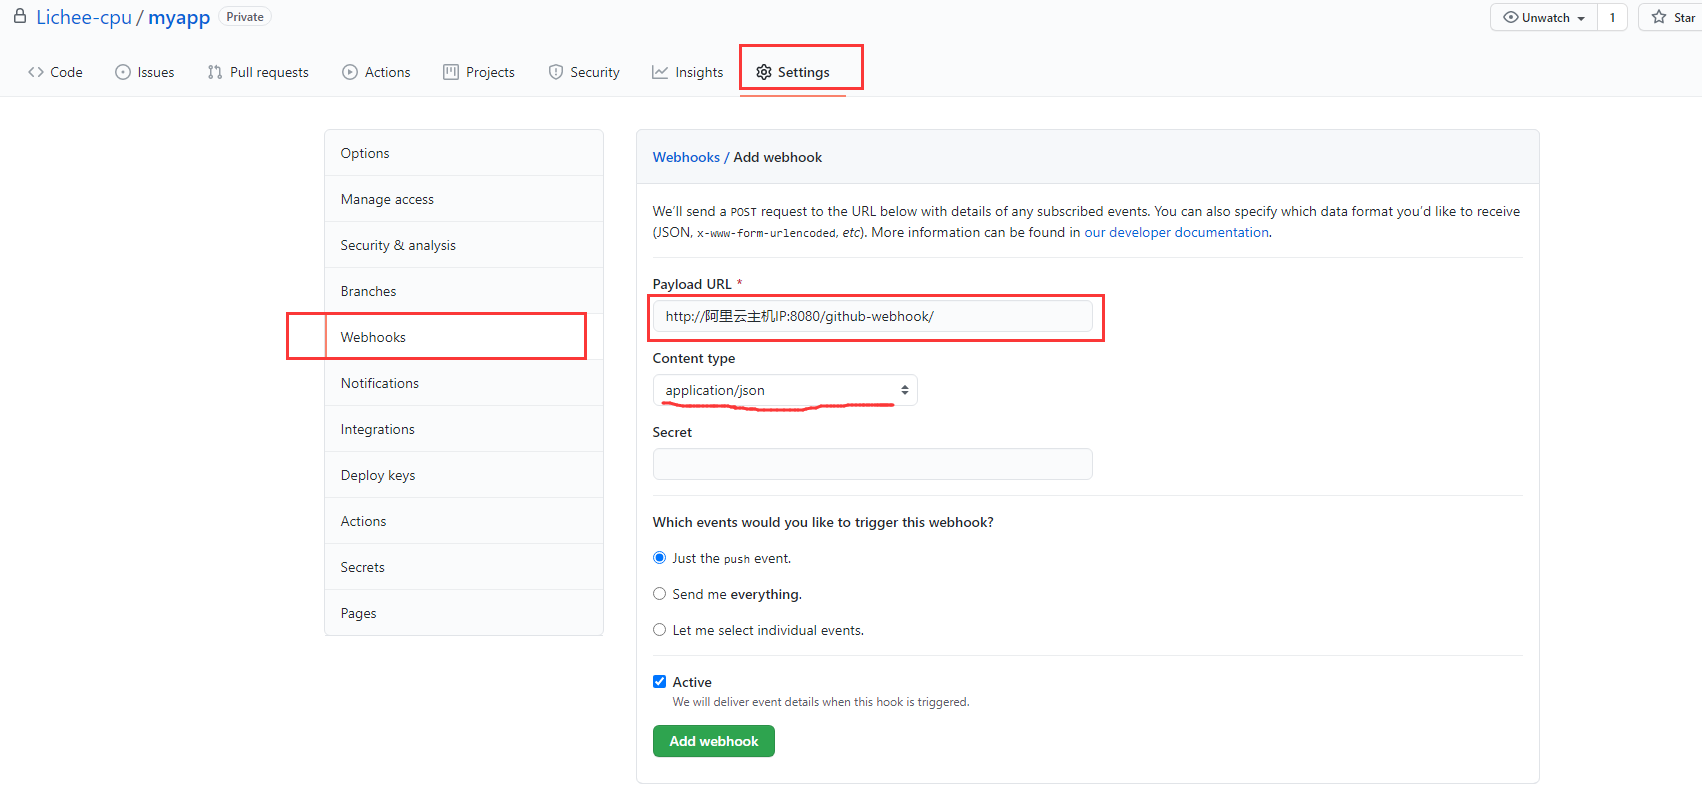 Lichee-cpu / myapp Private
Unwatch 1 Star
Code Issues Pull requests Actions Projects Security Insights Settings
Options
Manage access
Security & analysis
Branches
Webhooks
Notifications
Integrations
Deploy keys
Actions
Secrets
Pages
Webhooks / Add webhook
We'll send a POST request to the URL below with details of any subscribed events. You can also specify which data format you'd like to receive
(JSON, x-www-form-urlencoded, etc). More information can be found in our developer documentation.
Payload URL *
http://阿里云主机IP:8080/github-webhook/
Content type
application/json
Secret
Which events would you like to trigger this webhook?
Just the push event.
Send me everything.
Let me select individual events.
Active
We will deliver event details when this hook is triggered.
Add webhook